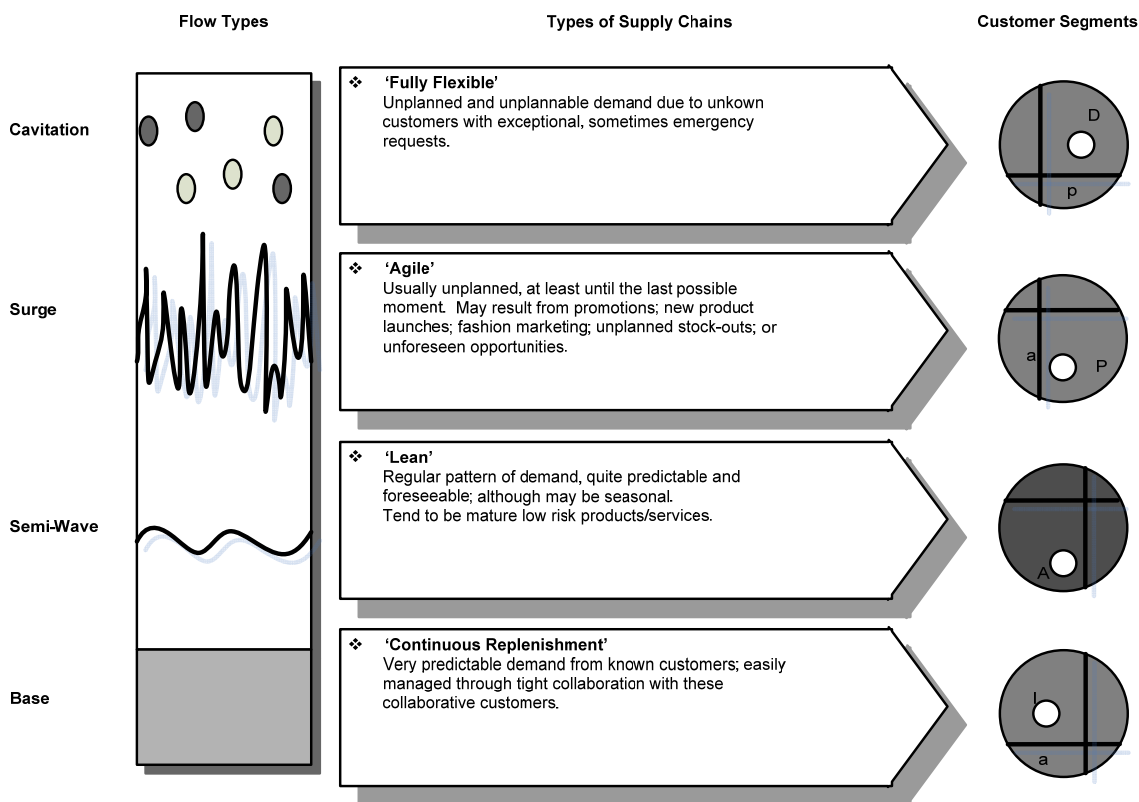 Flow Types
Types of Supply Chains
Customer Segments
Cavitation
❖ ‘Fully Flexible’
Unplanned and unplannable demand due to unkown
customers with exceptional, sometimes emergency
requests.
D
p
Surge
❖ ‘Agile’
Usually unplanned, at least until the last possible
moment. May result from promotions; new product
launches; fashion marketing; unplanned stock-outs; or
unforeseen opportunities.
a
P
Semi-Wave
❖ ‘Lean’
Regular pattern of demand, quite predictable and
foreseeable; although may be seasonal.
Tend to be mature low risk products/services.
A
Base
❖ ‘Continuous Replenishment’
Very predictable demand from known customers; easily
managed through tight collaboration with these
collaborative customers.
I
a